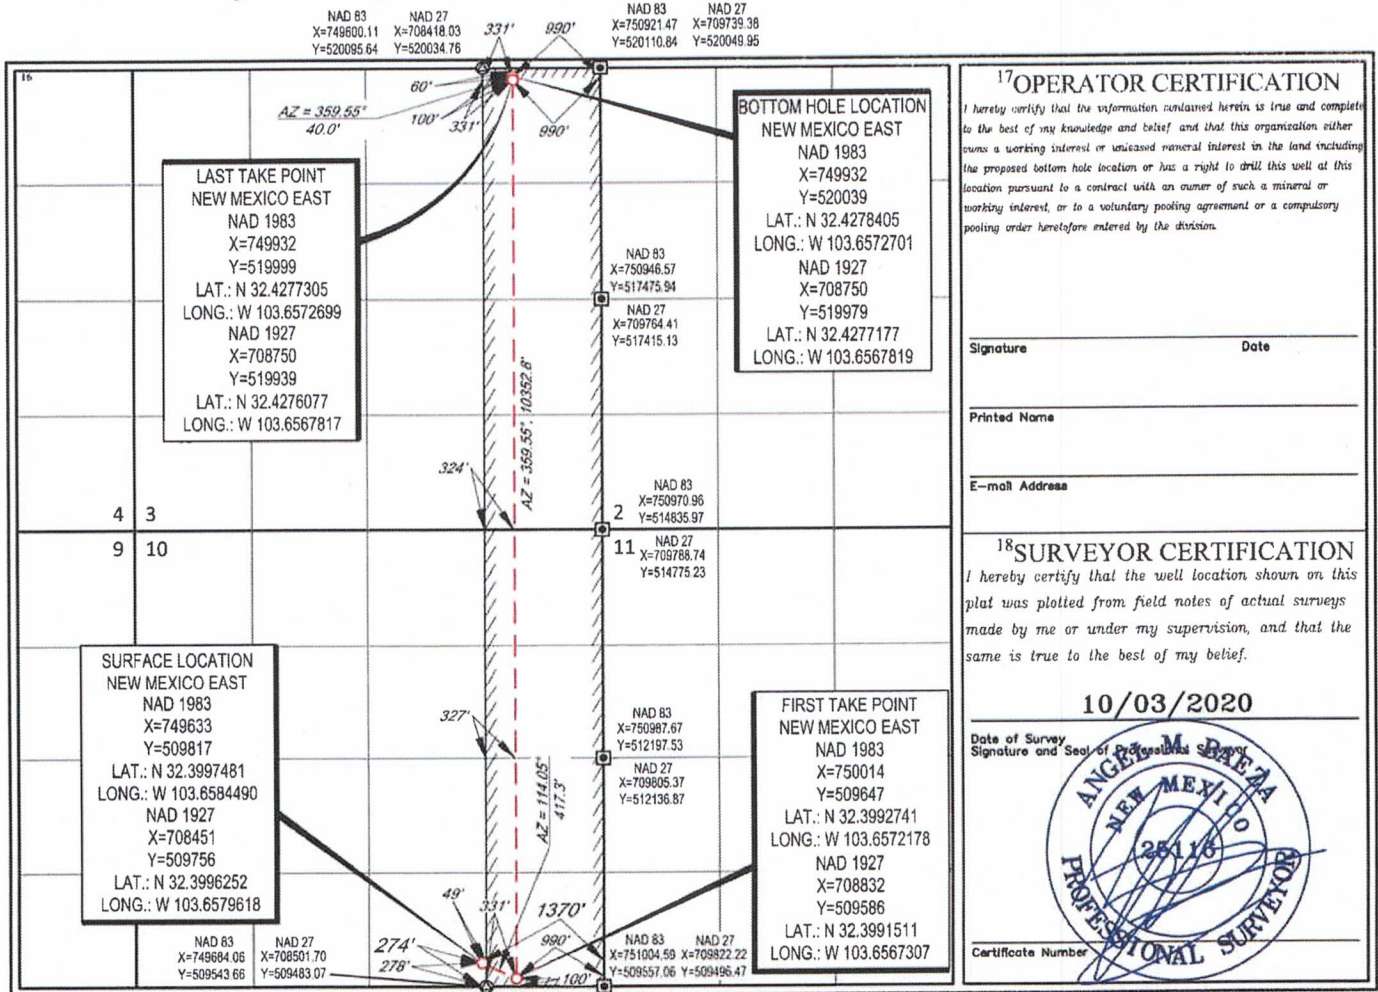 NAD 83
X=749600.11
Y=520095.64
NAD 27
X=708418.03
Y=520034.76
331'
990'
NAD 83
X=750921.47
Y=520110.84
NAD 27
X=709739.38
Y=520049.95
16
60'
AZ = 359.55°
40.0'
100'
331'
990'
LAST TAKE POINT
NEW MEXICO EAST
NAD 1983
X=749932
Y=519999
LAT.: N 32.4277305
LONG.: W 103.6572699
NAD 1927
X=708750
Y=519939
LAT.: N 32.4276077
LONG.: W 103.6567817
BOTTOM HOLE LOCATION
NEW MEXICO EAST
NAD 1983
X=749932
Y=520039
LAT.: N 32.4278405
LONG.: W 103.6572701
NAD 1927
X=708750
Y=519979
LAT.: N 32.4277177
LONG.: W 103.6567819
NAD 83
X=750946.57
Y=517475.94
NAD 27
X=709764.41
Y=517415.13
AZ = 359.55°, 10352.8'
324'
NAD 83
X=750970.96
Y=514835.97
4 3
2
9 10
11
NAD 27
X=709788.74
Y=514775.23
SURFACE LOCATION
NEW MEXICO EAST
NAD 1983
X=749633
Y=509817
LAT.: N 32.3997481
LONG.: W 103.6584490
NAD 1927
X=708451
Y=509756
LAT.: N 32.3996252
LONG.: W 103.6579618
327'
NAD 83
X=750987.67
Y=512197.53
NAD 27
X=709805.37
Y=512136.87
AZ = 114.05°
417.3'
FIRST TAKE POINT
NEW MEXICO EAST
NAD 1983
X=750014
Y=509647
LAT.: N 32.3992741
LONG.: W 103.6572178
NAD 1927
X=708832
Y=509586
LAT.: N 32.3991511
LONG.: W 103.6567307
49'
331'
1370'
274'
990'
278'
100'
NAD 83
X=749684.06
Y=509543.66
NAD 27
X=708501.70
Y=509483.07
NAD 83
X=751004.59
Y=509557.06
NAD 27
X=709822.22
Y=509496.47
17 OPERATOR CERTIFICATION
I hereby certify that the information contained herein is true and complete
to the best of my knowledge and belief and that this organization either
owns a working interest or unleased mineral interest in the land including
the proposed bottom hole location or has a right to drill this well at this
location pursuant to a contract with an owner of such a mineral or
working interest, or to a voluntary pooling agreement or a compulsory
pooling order heretofore entered by the division.
Signature Date
Printed Name
E-mail Address
18 SURVEYOR CERTIFICATION
I hereby certify that the well location shown on this
plat was plotted from field notes of actual surveys
made by me or under my supervision, and that the
same is true to the best of my belief.
10/03/2020
Date of Survey
Signature and Seal of Professional Surveyor
ANGEL M. BAEZA
NEW MEXICO
25116
PROFESSIONAL SURVEYOR
Certificate Number